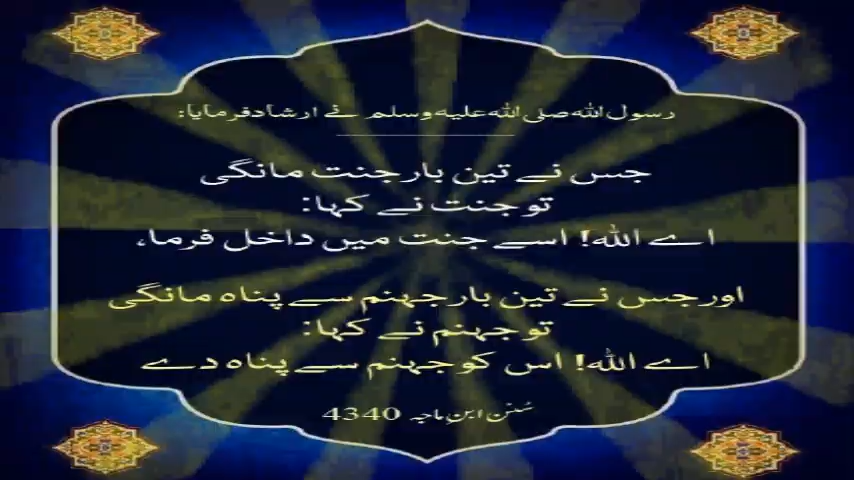 رسول اللہ صلی اللہ علیہ وسلم نے ارشاد فرمایا:
جس نے تین بار جنت مانگی
تو جنت نے کہا:
اے اللہ! اسے جنت میں داخل فرما،
اور جس نے تین بار جہنم سے پناہ مانگی
تو جہنم نے کہا:
اے اللہ! اس کو جہنم سے پناہ دے
سُنن ابنِ ماجہ 4340